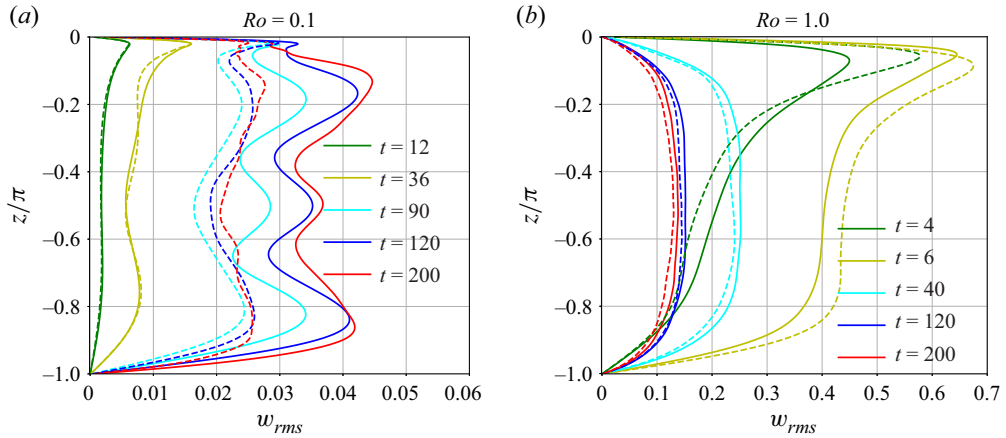 (a) Ro = 0.1
0
−0.2
−0.4
−0.6
−0.8
−1.0
z/π
0 0.01 0.02 0.03 0.04 0.05 0.06
w_rms
t = 12
t = 36
t = 90
t = 120
t = 200
(b) Ro = 1.0
0
−0.2
−0.4
−0.6
−0.8
−1.0
z/π
0 0.1 0.2 0.3 0.4 0.5 0.6 0.7
w_rms
t = 4
t = 6
t = 40
t = 120
t = 200